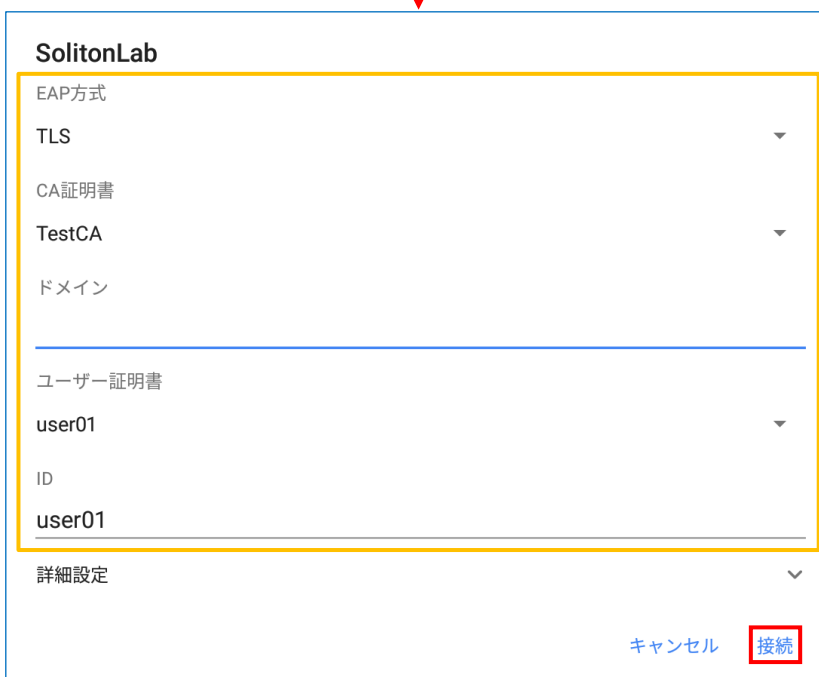 SolitonLab
EAP方式
TLS
CA証明書
TestCA
ドメイン
ユーザー証明書
user01
ID
user01
詳細設定
キャンセル 接続